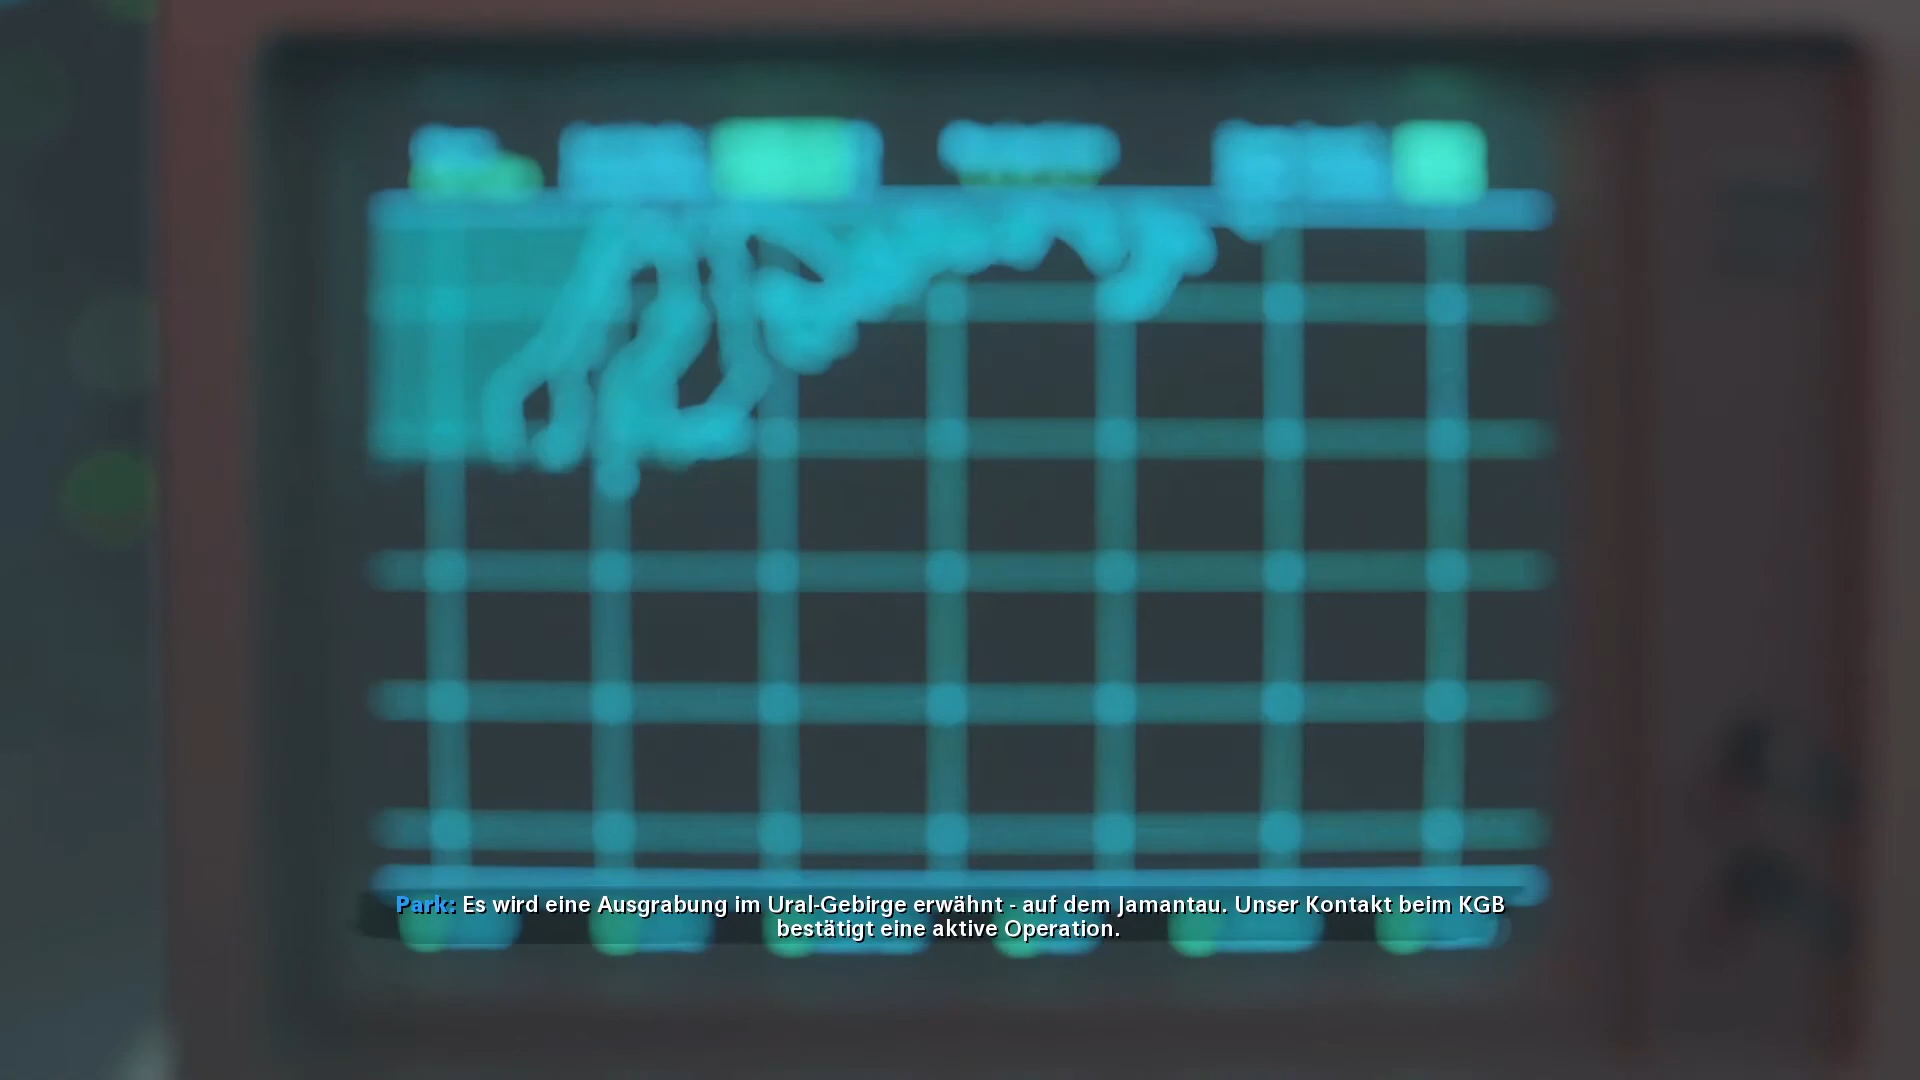 Park: Es wird eine Ausgrabung im Ural-Gebirge erwähnt - auf dem Jamantau. Unser Kontakt beim KGB
bestätigt eine aktive Operation.